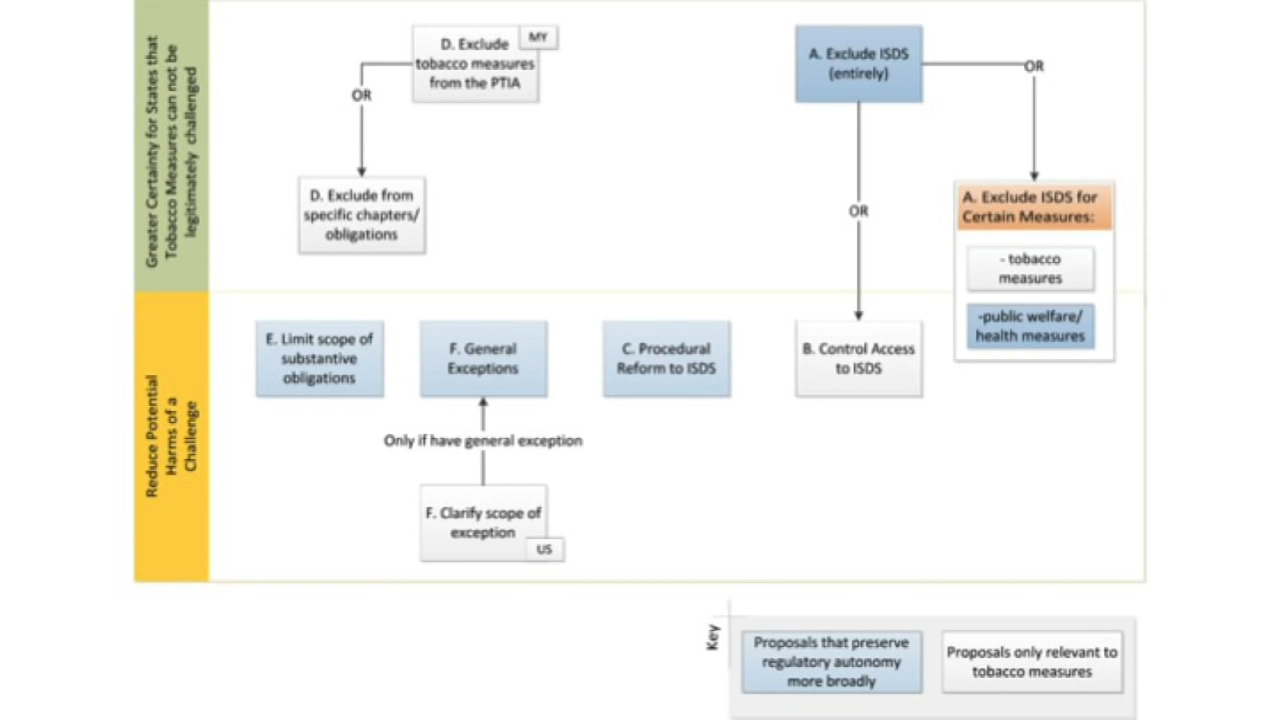 Greater Certainty for States that
Tobacco Measures can not be
legitimately challenged
D. Exclude
tobacco measures
from the PTIA
MY
OR
D. Exclude from
specific chapters/
obligations
A. Exclude ISDS
(entirely)
OR
OR
A. Exclude ISDS for
Certain Measures:
- tobacco
measures
-public welfare/
health measures
Reduce Potential
Harms of a
Challenge
E. Limit scope of
substantive
obligations
F. General
Exceptions
C. Procedural
Reform to ISDS
B. Control Access
to ISDS
Only if have general exception
F. Clarify scope of
exception
US
Key
Proposals that preserve
regulatory autonomy
more broadly
Proposals only relevant to
tobacco measures